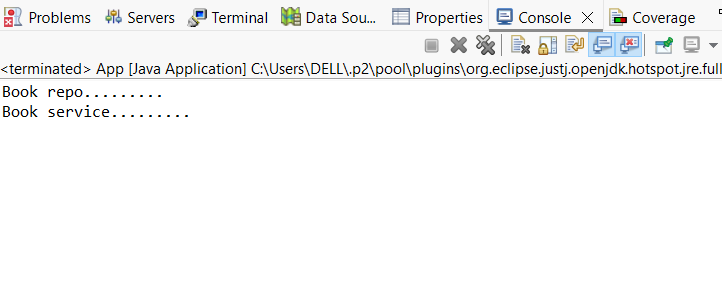 Problems Servers Terminal Data Sou... Properties Console Coverage
<terminated> App [Java Application] C:\Users\DELL\.p2\pool\plugins\org.eclipse.justj.openjdk.hotspot.jre.full
Book repo.........
Book service.........